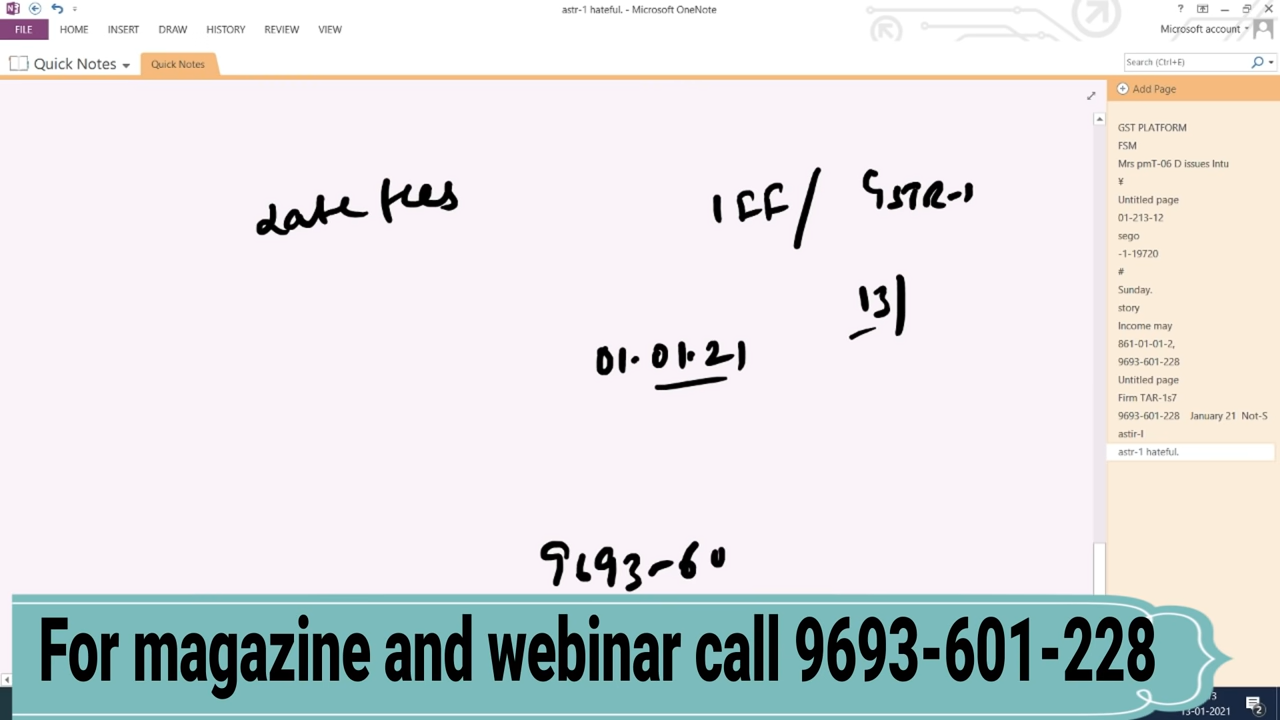 astr-1 hateful. - Microsoft OneNote
?
FILE HOME INSERT DRAW HISTORY REVIEW VIEW
Microsoft account
Quick Notes
Quick Notes
Search (Ctrl+E)
Add Page
GST PLATFORM
FSM
Mrs pmT-06 D issues Intu
¥
Untitled page
01-213-12
sego
-1-19720
#
Sunday.
story
Income may
861-01-01-2,
9693-601-228
Untitled page
Firm TAR-1s7
9693-601-228 January 21 Not-S
astir-I
astr-1 hateful.
Late fees
IFF/ GSTR-1
13
01.01.21
9693-60
For magazine and webinar call 9693-601-228
13-01-2021
2